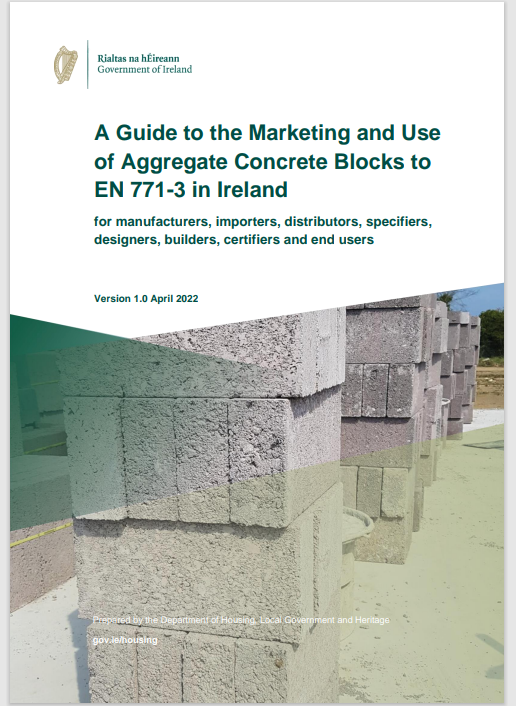 Rialtas na hÉireann
Government of Ireland
A Guide to the Marketing and Use
of Aggregate Concrete Blocks to
EN 771-3 in Ireland
for manufacturers, importers, distributors, specifiers,
designers, builders, certifiers and end users
Version 1.0 April 2022
Prepared by the Department of Housing, Local Government and Heritage
gov.ie/housing